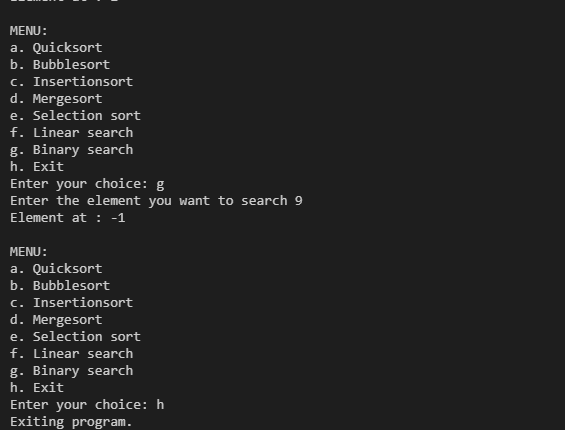 MENU:
a. Quicksort
b. Bubblesort
c. Insertionsort
d. Mergesort
e. Selection sort
f. Linear search
g. Binary search
h. Exit
Enter your choice: g
Enter the element you want to search 9
Element at : -1
MENU:
a. Quicksort
b. Bubblesort
c. Insertionsort
d. Mergesort
e. Selection sort
f. Linear search
g. Binary search
h. Exit
Enter your choice: h
Exiting program.